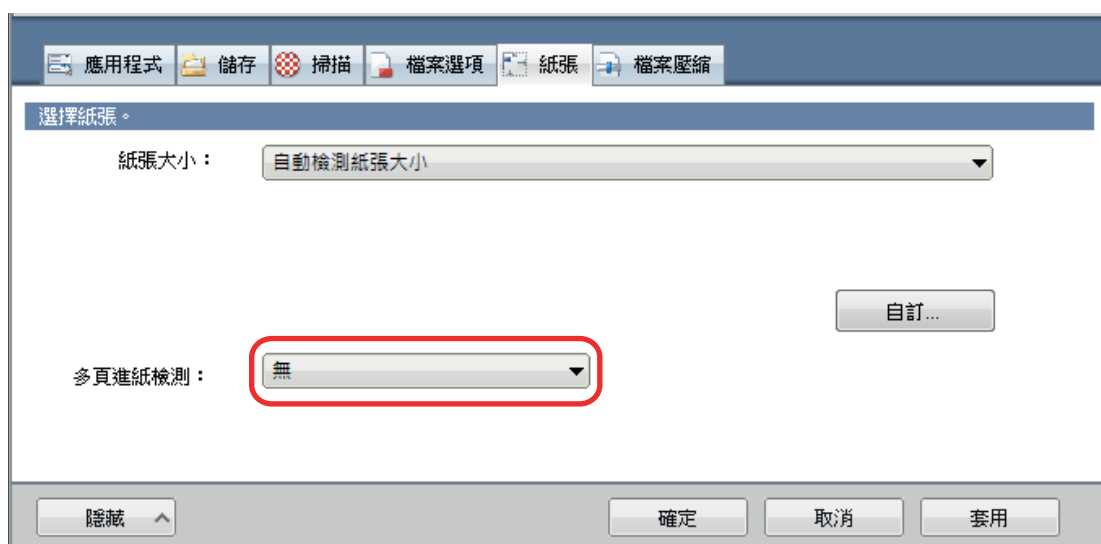 應用程式 儲存 掃描 檔案選項 紙張 檔案壓縮
選擇紙張。
紙張大小： 自動檢測紙張大小
自訂...
多頁進紙檢測： 無
隱藏 確定 取消 套用